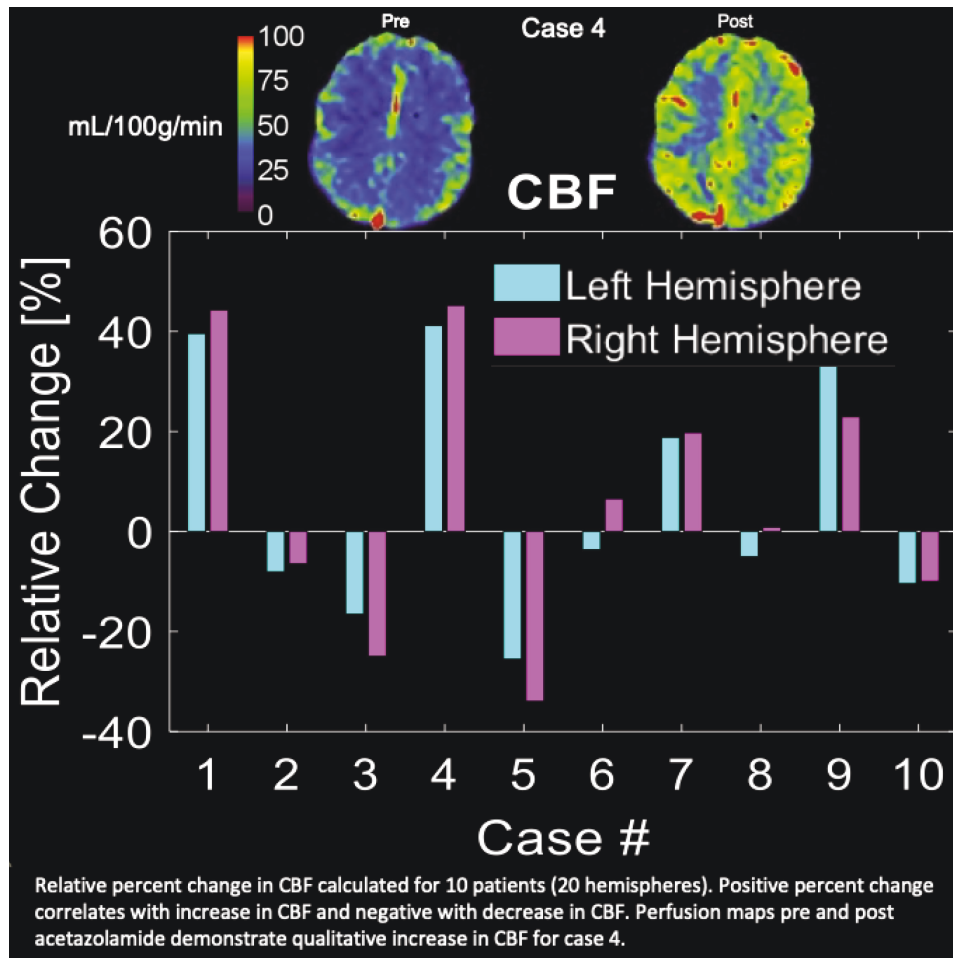 Pre
Case 4
Post
100
75
mL/100g/min
50
25
0
CBF
60
40
20
0
-20
-40
Relative Change [%]
Left Hemisphere
Right Hemisphere
1 2 3 4 5 6 7 8 9 10
Case #
Relative percent change in CBF calculated for 10 patients (20 hemispheres). Positive percent change
correlates with increase in CBF and negative with decrease in CBF. Perfusion maps pre and post
acetazolamide demonstrate qualitative increase in CBF for case 4.